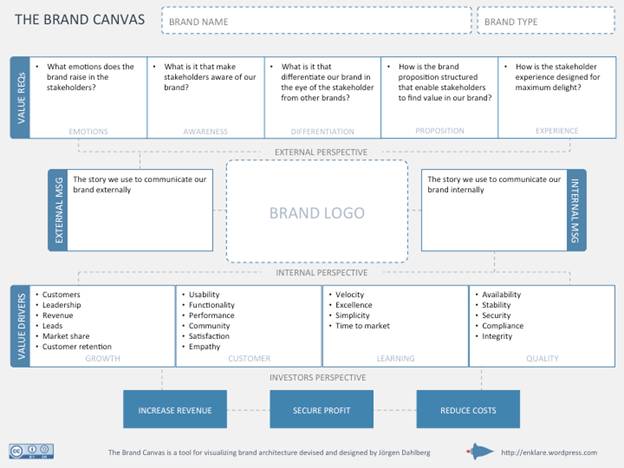 THE BRAND CANVAS
BRAND NAME
BRAND TYPE
VALUE REQs
• What emotions does the
brand raise in the
stakeholders?
EMOTIONS
• What is it that make
stakeholders aware of our
brand?
AWARENESS
• What is it that
differentiate our brand in
the eye of the stakeholder
from other brands?
DIFFERENTIATION
• How is the brand
proposition structured
that enable stakeholders
to find value in our brand?
PROPOSITION
• How is the stakeholder
experience designed for
maximum delight?
EXPERIENCE
EXTERNAL PERSPECTIVE
EXTERNAL MSG
The story we use to communicate our
brand externally
BRAND LOGO
The story we use to communicate our
brand internally
INTERNAL MSG
INTERNAL PERSPECTIVE
VALUE DRIVERS
• Customers
• Leadership
• Revenue
• Leads
• Market share
• Customer retention
GROWTH
• Usability
• Functionality
• Performance
• Community
• Satisfaction
• Empathy
CUSTOMER
• Velocity
• Excellence
• Simplicity
• Time to market
LEARNING
• Availability
• Stability
• Security
• Compliance
• Integrity
QUALITY
INVESTORS PERSPECTIVE
INCREASE REVENUE
SECURE PROFIT
REDUCE COSTS
The Brand Canvas is a tool for visualizing brand architecture devised and designed by Jörgen Dahlberg
http://enklare.wordpress.com